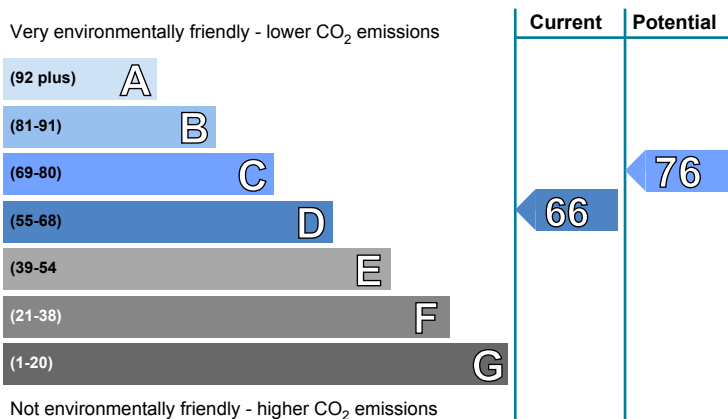 Very environmentally friendly - lower CO₂ emissions
Current
Potential
(92 plus) A
(81-91) B
(69-80) C
76
(55-68) D
66
(39-54 E
(21-38) F
(1-20) G
Not environmentally friendly - higher CO₂ emissions